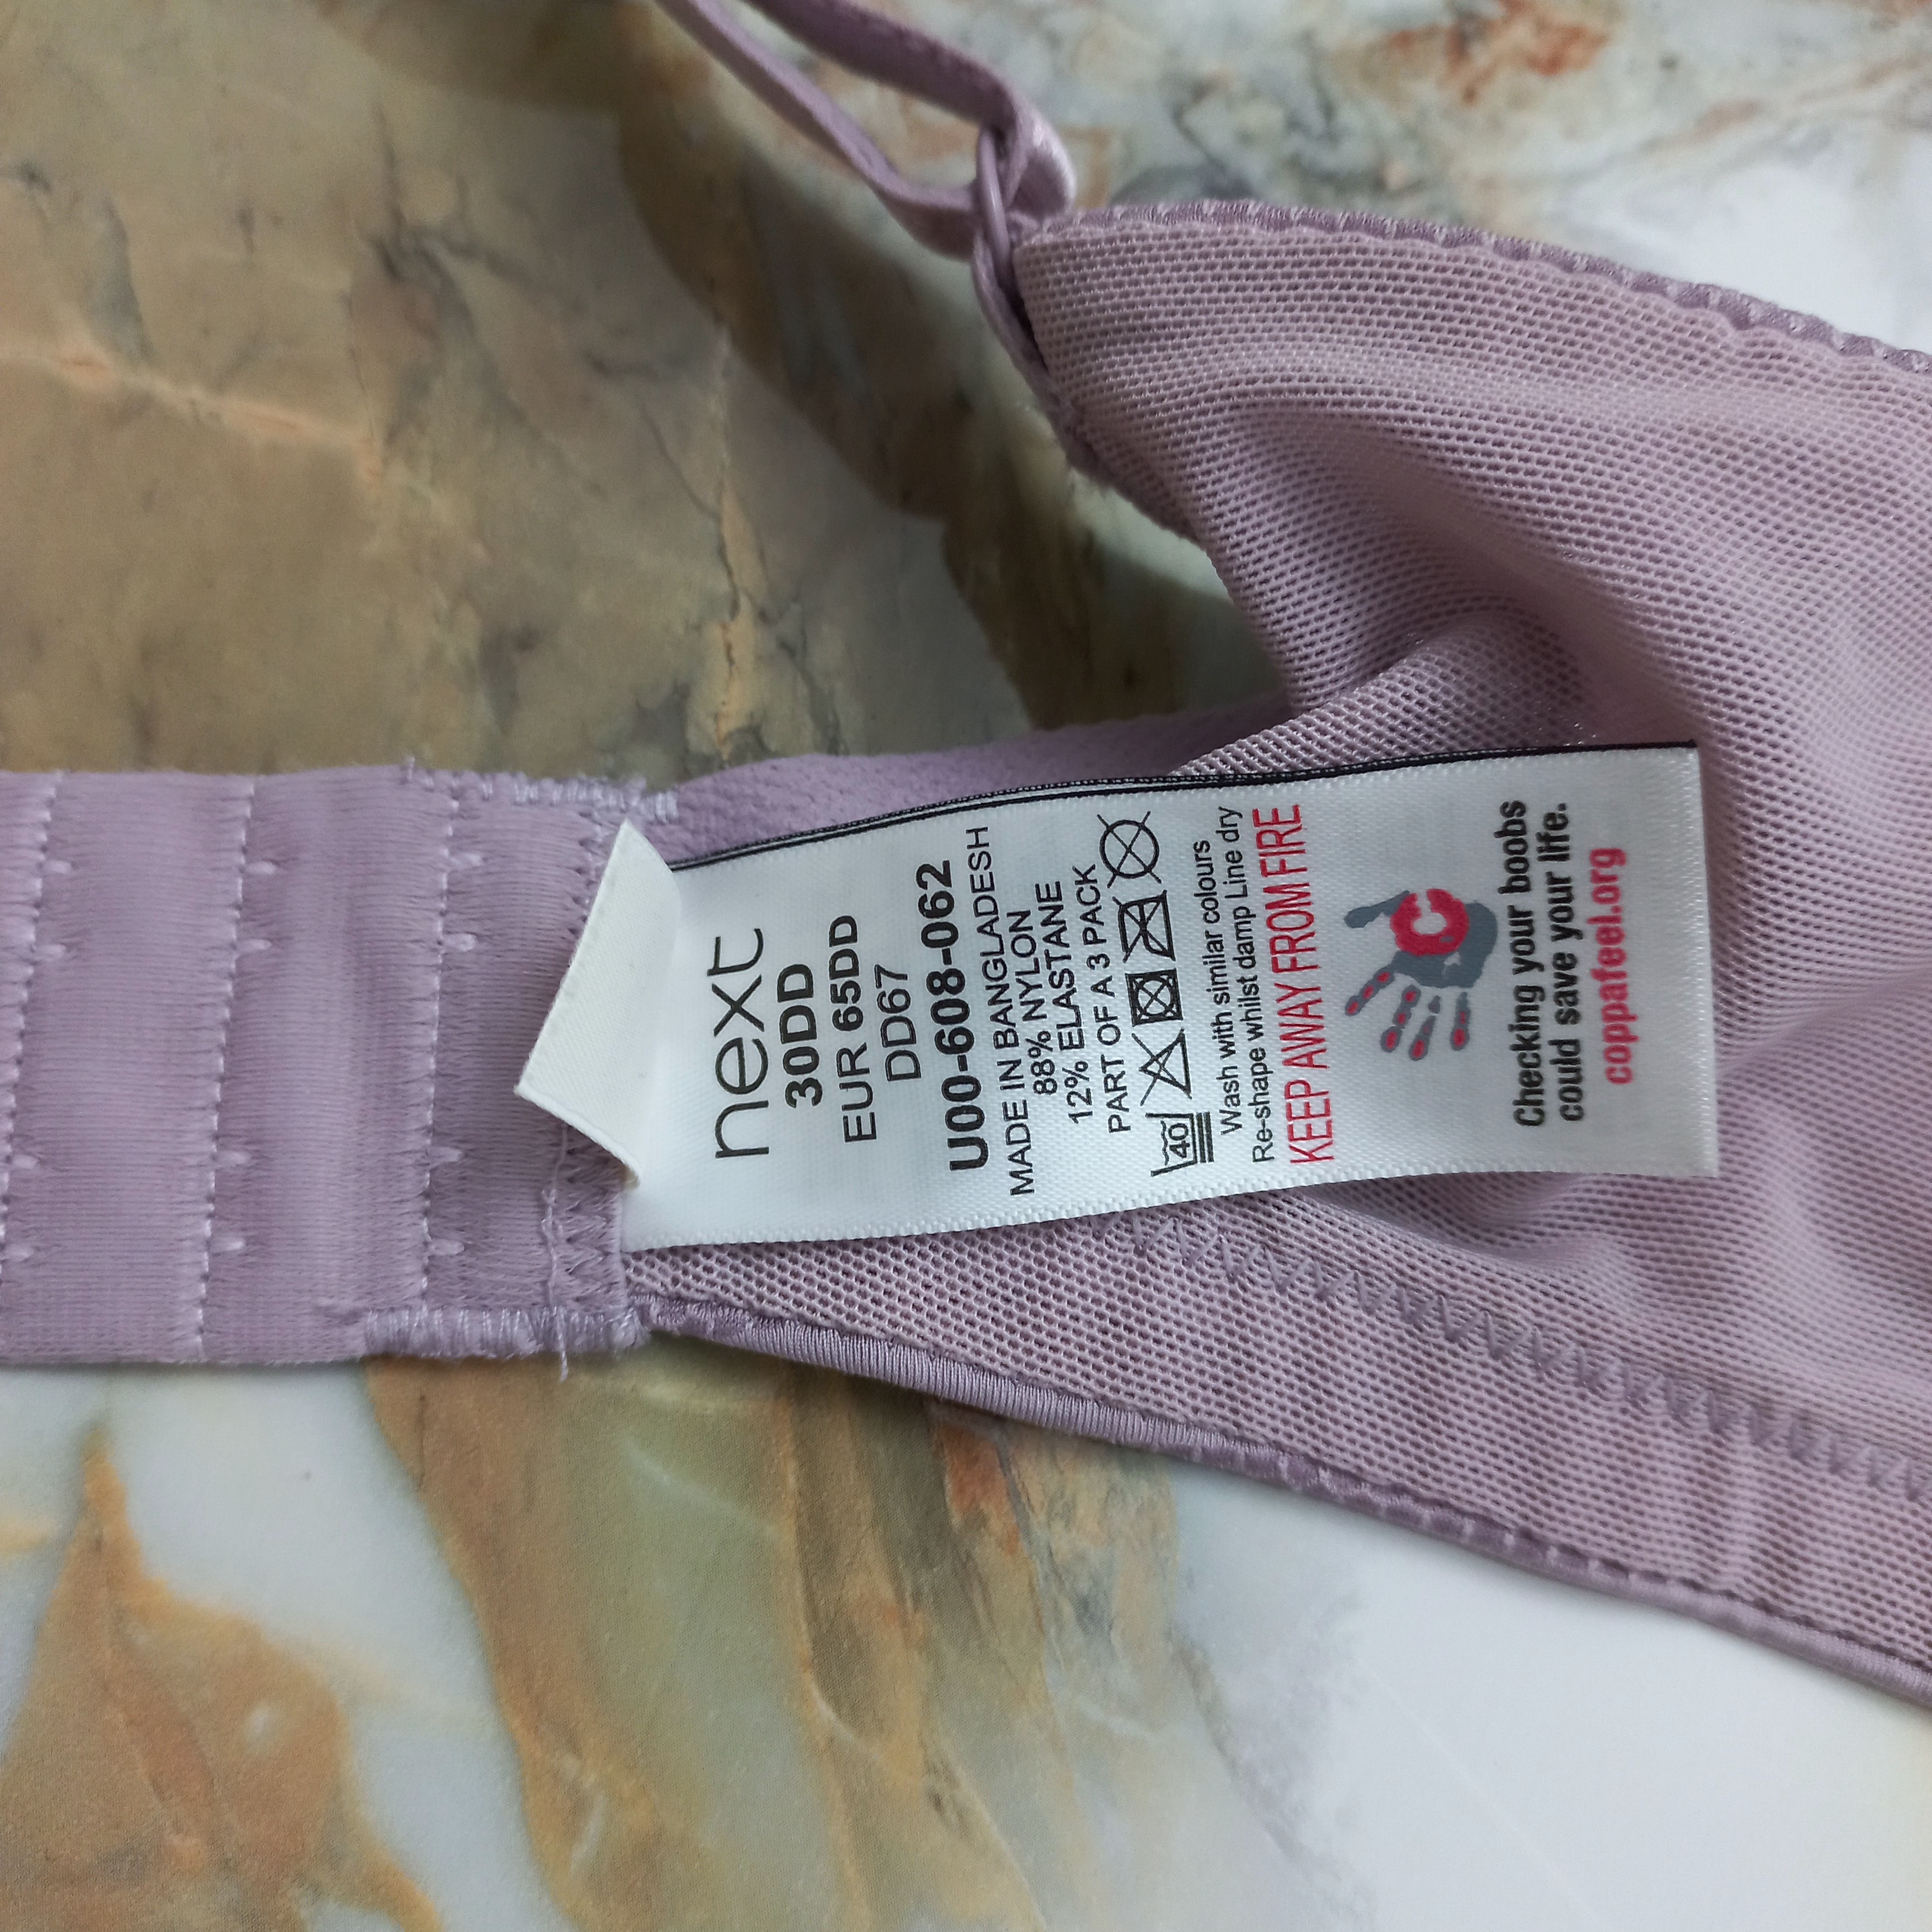 next
30DD
EUR 65DD
DD67
U00-608-062
MADE IN BANGLADESH
88% NYLON
12% ELASTANE
PART OF A 3 PACK
40
Wash with similar colours
Re-shape whilst damp Line dry
KEEP AWAY FROM FIRE
C
Checking your boobs
could save your life.
coppafeel.org